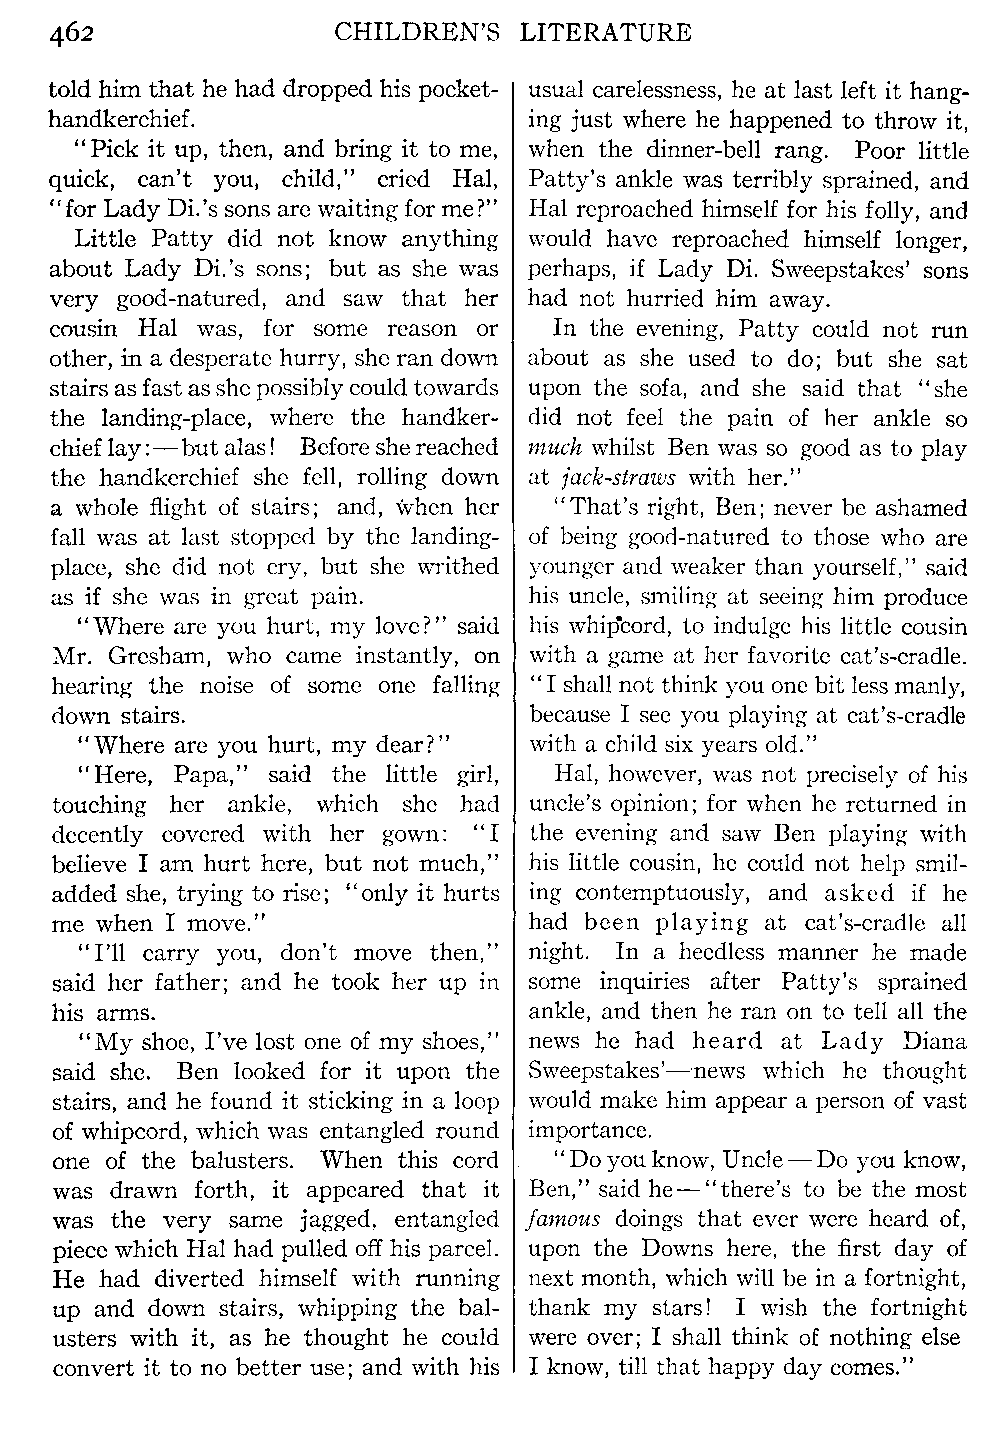 462 CHILDREN'S LITERATURE
told him that he had dropped his pocket-
handkerchief.
"Pick it up, then, and bring it to me,
quick, can't you, child," cried Hal,
"for Lady Di.'s sons are waiting for me?"
Little Patty did not know anything
about Lady Di.'s sons; but as she was
very good-natured, and saw that her
cousin Hal was, for some reason or
other, in a desperate hurry, she ran down
stairs as fast as she possibly could towards
the landing-place, where the handker-
chief lay:—but alas! Before she reached
the handkerchief she fell, rolling down
a whole flight of stairs; and, when her
fall was at last stopped by the landing-
place, she did not cry, but she writhed
as if she was in great pain.
"Where are you hurt, my love?" said
Mr. Gresham, who came instantly, on
hearing the noise of some one falling
down stairs.
"Where are you hurt, my dear?"
"Here, Papa," said the little girl,
touching her ankle, which she had
decently covered with her gown: "I
believe I am hurt here, but not much,"
added she, trying to rise; "only it hurts
me when I move."
"I'll carry you, don't move then,"
said her father; and he took her up in
his arms.
"My shoe, I've lost one of my shoes,"
said she. Ben looked for it upon the
stairs, and he found it sticking in a loop
of whipcord, which was entangled round
one of the balusters. When this cord
was drawn forth, it appeared that it
was the very same jagged, entangled
piece which Hal had pulled off his parcel.
He had diverted himself with running
up and down stairs, whipping the bal-
usters with it, as he thought he could
convert it to no better use; and with his
usual carelessness, he at last left it hang-
ing just where he happened to throw it,
when the dinner-bell rang. Poor little
Patty's ankle was terribly sprained, and
Hal reproached himself for his folly, and
would have reproached himself longer,
perhaps, if Lady Di. Sweepstakes' sons
had not hurried him away.
In the evening, Patty could not run
about as she used to do; but she sat
upon the sofa, and she said that "she
did not feel the pain of her ankle so
much whilst Ben was so good as to play
at jack-straws with her."
"That's right, Ben; never be ashamed
of being good-natured to those who are
younger and weaker than yourself," said
his uncle, smiling at seeing him produce
his whipcord, to indulge his little cousin
with a game at her favorite cat's-cradle.
"I shall not think you one bit less manly,
because I see you playing at cat's-cradle
with a child six years old."
Hal, however, was not precisely of his
uncle's opinion; for when he returned in
the evening and saw Ben playing with
his little cousin, he could not help smil-
ing contemptuously, and asked if he
had been playing at cat's-cradle all
night. In a heedless manner he made
some inquiries after Patty's sprained
ankle, and then he ran on to tell all the
news he had heard at Lady Diana
Sweepstakes'—news which he thought
would make him appear a person of vast
importance.
"Do you know, Uncle—Do you know,
Ben," said he—"there's to be the most
famous doings that ever were heard of,
upon the Downs here, the first day of
next month, which will be in a fortnight,
thank my stars! I wish the fortnight
were over; I shall think of nothing else
I know, till that happy day comes."